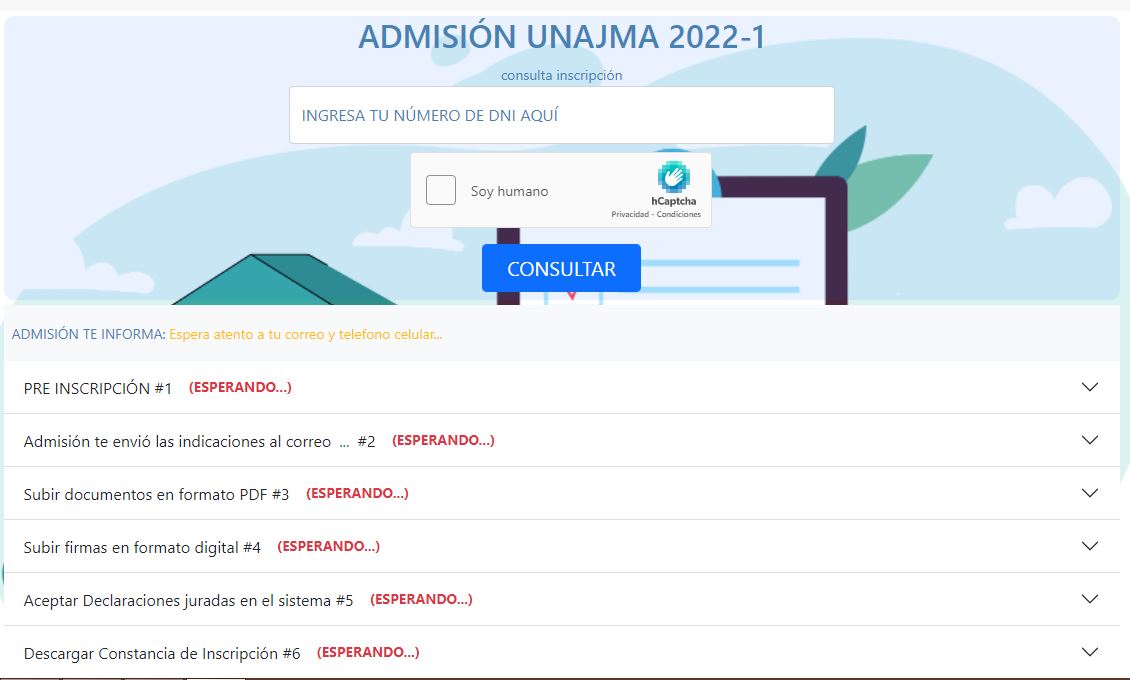 ADMISIÓN UNAJMA 2022-1
consulta inscripción
INGRESA TU NÚMERO DE DNI AQUÍ
Soy humano
hCaptcha
Privacidad - Condiciones
CONSULTAR
ADMISIÓN TE INFORMA: Espera atento a tu correo y telefono celular...
PRE INSCRIPCIÓN #1 (ESPERANDO...)
Admisión te envió las indicaciones al correo ... #2 (ESPERANDO...)
Subir documentos en formato PDF #3 (ESPERANDO...)
Subir firmas en formato digital #4 (ESPERANDO...)
Aceptar Declaraciones juradas en el sistema #5 (ESPERANDO...)
Descargar Constancia de Inscripción #6 (ESPERANDO...)